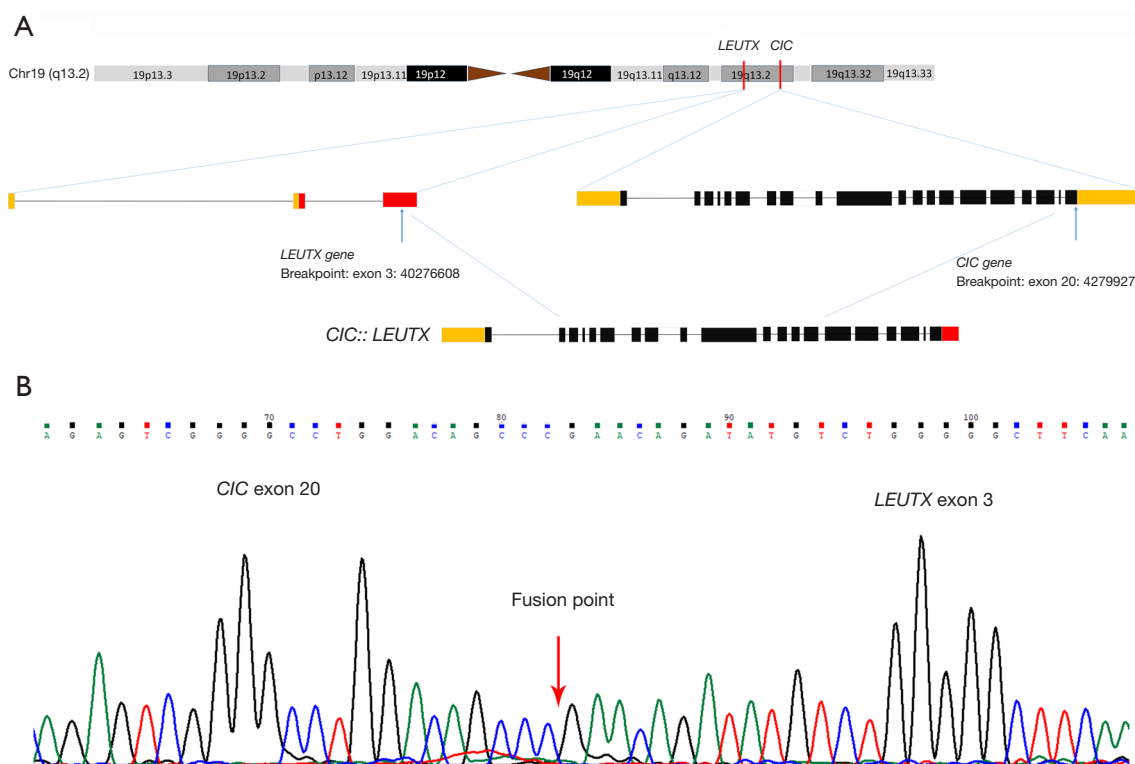 A
LEUTX CIC
Chr19 (q13.2) 19p13.3 19p13.2 p13.12 19p13.11 19p12 19q12 19q13.11 q13.12 19q13.2 19q13.32 19q13.33
LEUTX gene
Breakpoint: exon 3: 40276608
CIC gene
Breakpoint: exon 20: 4279927
CIC:: LEUTX
B
70 80 90 100
A G A G T C G G G G C C T G G A C A G C C C G A A C A G A T A T G T C T G G G G G C T T C A A
CIC exon 20
LEUTX exon 3
Fusion point